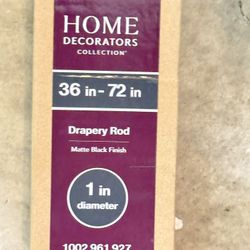 HOME
DECORATORS
COLLECTION
36 in - 72 in
Drapery Rod
Matte Black Finish
1 in
diameter
1002 961 927